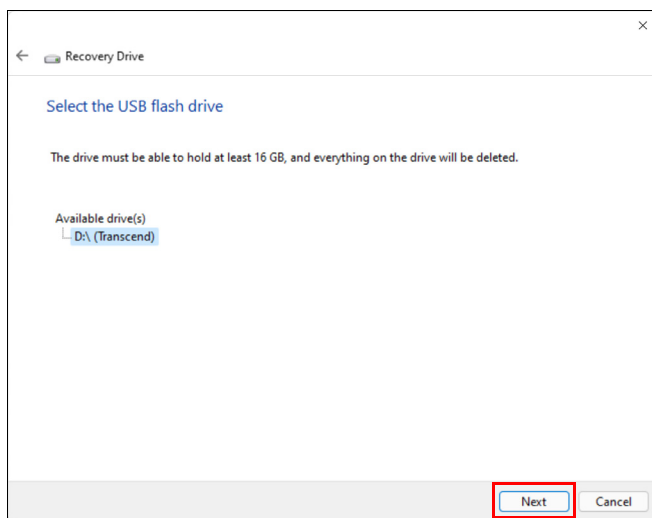 Recovery Drive
Select the USB flash drive
The drive must be able to hold at least 16 GB, and everything on the drive will be deleted.
Available drive(s)
D:\ (Transcend)
Next Cancel